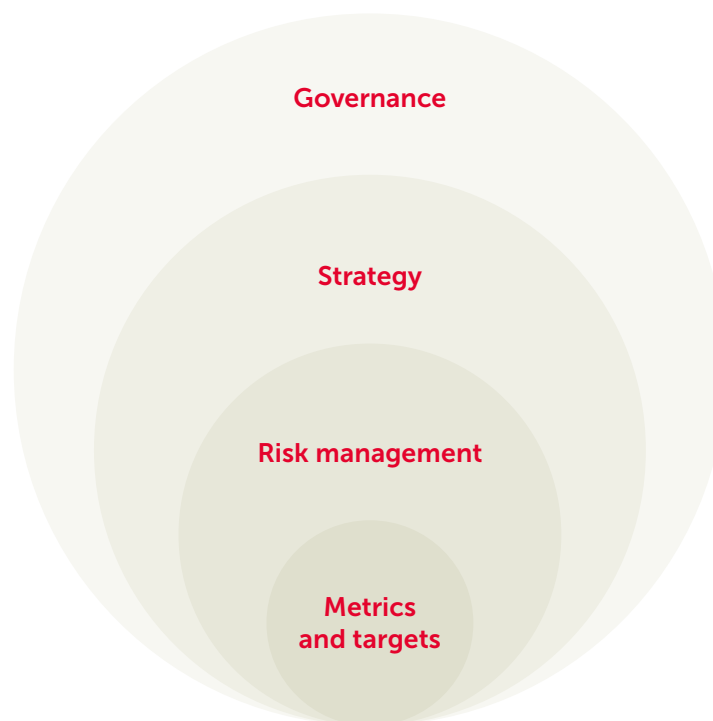 Governance
Strategy
Risk management
Metrics
and targets